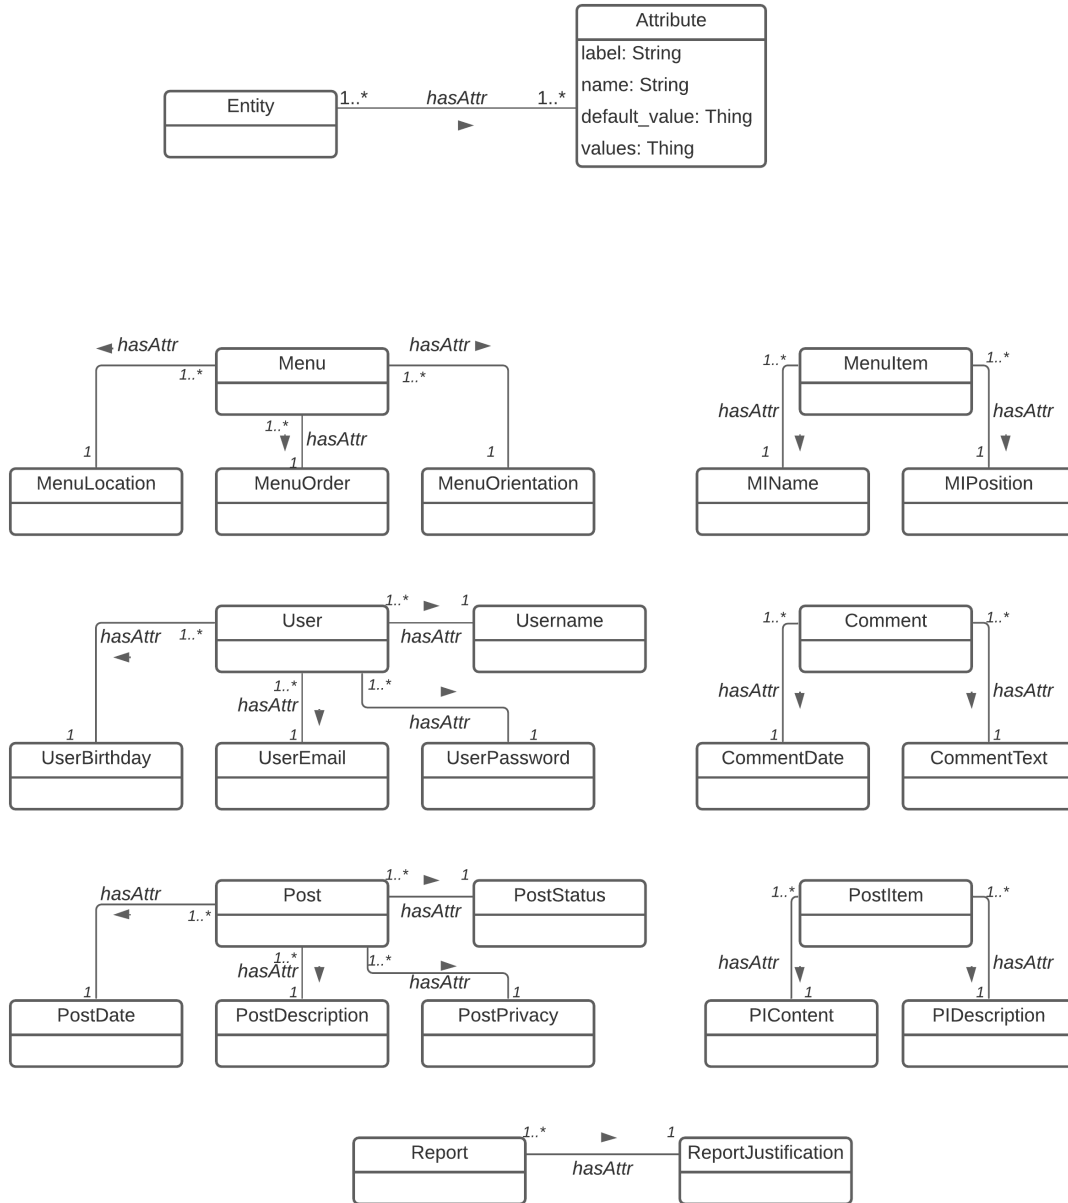 Attribute
label: String
name: String
default_value: Thing
values: Thing
Entity
1..* hasAttr 1..*
hasAttr Menu hasAttr
1..* 1..*
1..* hasAttr
1 1 1
MenuLocation MenuOrder MenuOrientation
1..* MenuItem 1..*
hasAttr hasAttr
1 1
MIName MIPosition
User 1..* 1 Username
hasAttr 1..* hasAttr
1..* 1..*
hasAttr hasAttr
1 1 1
UserBirthday UserEmail UserPassword
1..* Comment 1..*
hasAttr hasAttr
1 1
CommentDate CommentText
hasAttr Post 1..* 1 PostStatus
1..* hasAttr
1..* 1..*
hasAttr hasAttr
1 1 1
PostDate PostDescription PostPrivacy
1..* PostItem 1..*
hasAttr hasAttr
1 1
PIContent PIDescription
Report 1..* 1 ReportJustification
hasAttr